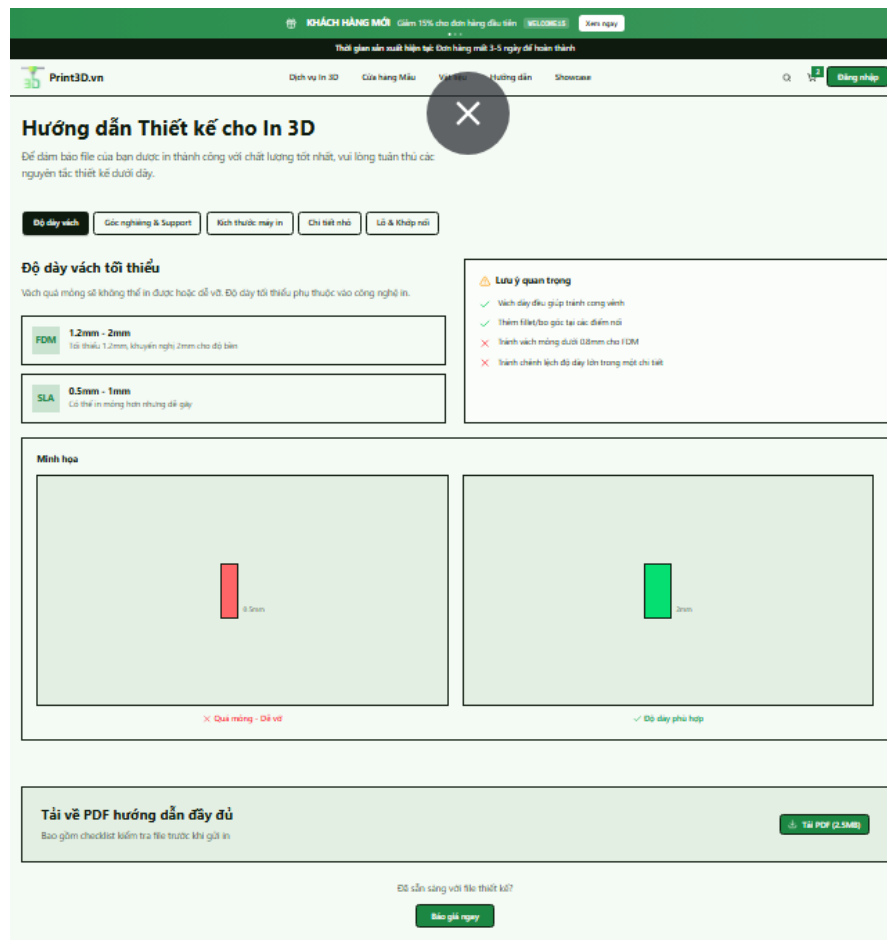 KHÁCH HÀNG MỚI Giảm 15% cho đơn hàng đầu tiên WELCOME15 Xem ngay
Thời gian sản xuất hiện tại: Đơn hàng mất 3-5 ngày để hoàn thành
3D Print3D.vn Dịch vụ In 3D Cửa hàng Mẫu Vật liệu Hướng dẫn Showcase 2 Đăng nhập
Hướng dẫn Thiết kế cho In 3D
Để đảm bảo file của bạn được in thành công với chất lượng tốt nhất, vui lòng tuân thủ các
nguyên tắc thiết kế dưới đây.
Độ dày vách Góc nghiêng & Support Kích thước máy in Chi tiết nhỏ Lỗ & Khớp nối
Độ dày vách tối thiểu
Vách quá mỏng sẽ không thể in được hoặc dễ vỡ. Độ dày tối thiểu phụ thuộc vào công nghệ in.
FDM 1.2mm - 2mm
Tối thiểu 1.2mm, khuyến nghị 2mm cho độ bền
SLA 0.5mm - 1mm
Có thể in mỏng hơn nhưng dễ gãy
Lưu ý quan trọng
Vách dày đều giúp tránh cong vênh
Thêm fillet/bo góc tại các điểm nối
Tránh vách mỏng dưới 0.8mm cho FDM
Tránh chênh lệch độ dày lớn trong một chi tiết
Minh họa
0.5mm
2mm
Quá mỏng - Dễ vỡ
Độ dày phù hợp
Tải về PDF hướng dẫn đầy đủ
Bao gồm checklist kiểm tra file trước khi gửi in
Tải PDF (2.5MB)
Đã sẵn sàng với file thiết kế?
Báo giá ngay